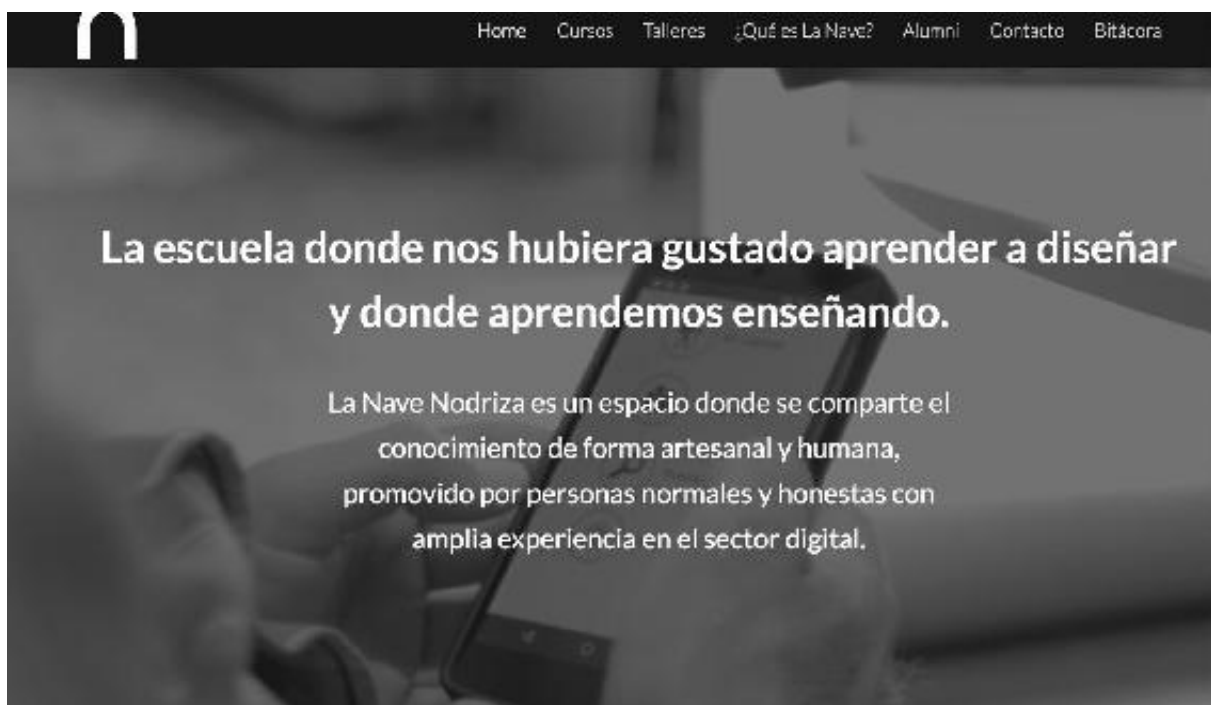 Home Cursos Talleres ¿Qué es La Nave? Alumni Contacto Bitácora
La escuela donde nos hubiera gustado aprender a diseñar
y donde aprendemos enseñando.
La Nave Nodriza es un espacio donde se comparte el
conocimiento de forma artesanal y humana,
promovido por personas normales y honestas con
amplia experiencia en el sector digital.